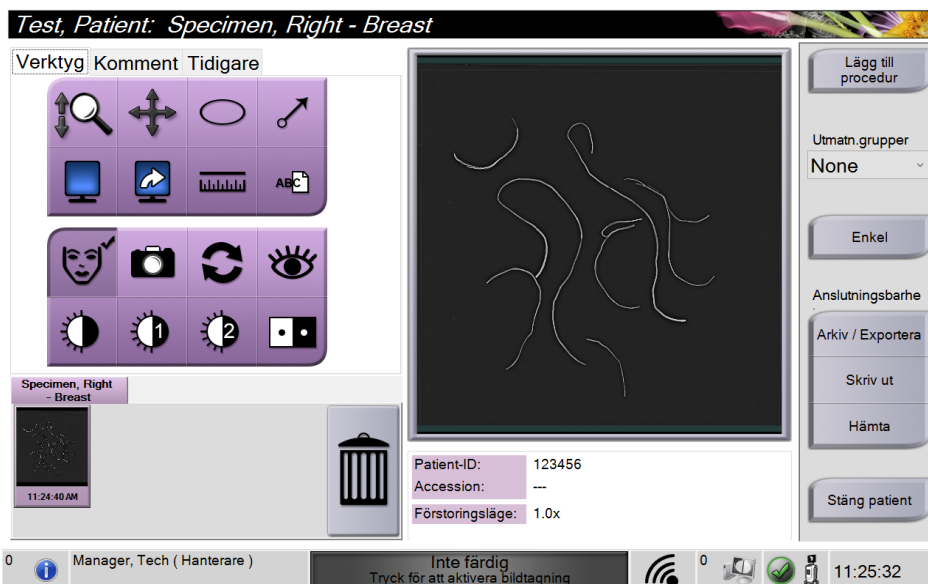 Test, Patient: Specimen, Right - Breast
Verktyg Komment Tidigare
ABC
1
2
Specimen, Right
- Breast
11:24:40 AM
Patient-ID: 123456
Accession: ---
Förstoringsläge: 1.0x
Lägg till
procedur
Utmatn.grupper
None
Enkel
Anslutningsbarhe
Arkiv / Exportera
Skriv ut
Hämta
Stäng patient
0
i
Manager, Tech ( Hanterare )
Inte färdig
Tryck för att aktivera bildtagning
0
11:25:32